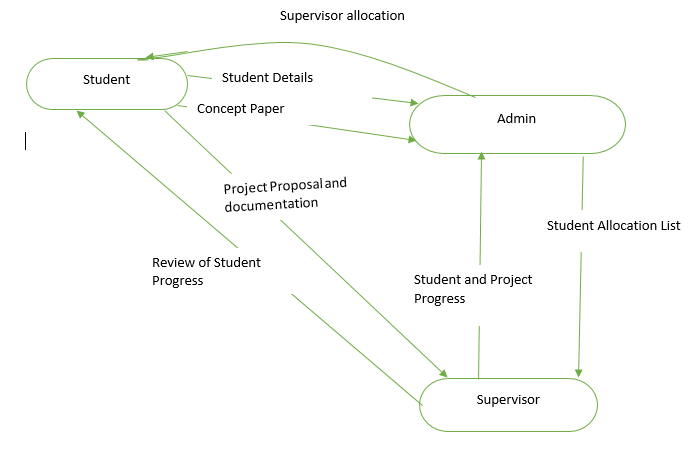 Supervisor allocation
Student
Student Details
Concept Paper
Admin
Project Proposal and
documentation
Student Allocation List
Review of Student
Progress
Student and Project
Progress
Supervisor